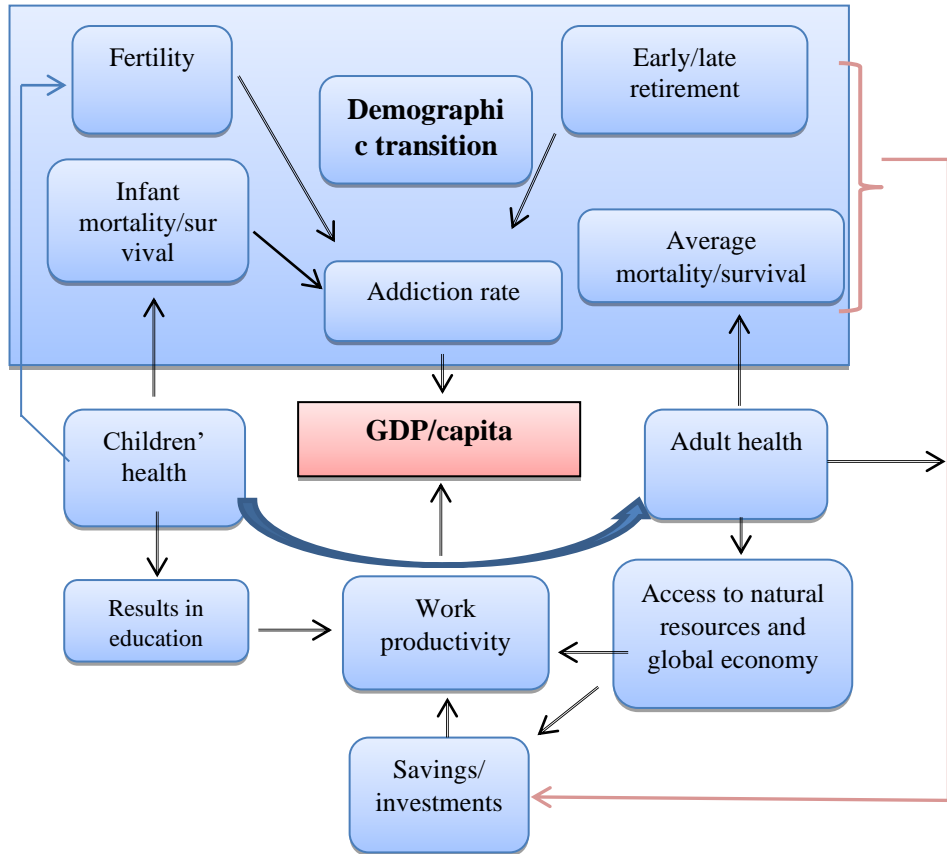 Fertility
Early/late
retirement
Demographi
c transition
Infant
mortality/sur
vival
Average
mortality/survival
Addiction rate
GDP/capita
Children’
health
Adult health
Results in
education
Work
productivity
Access to natural
resources and
global economy
Savings/
investments